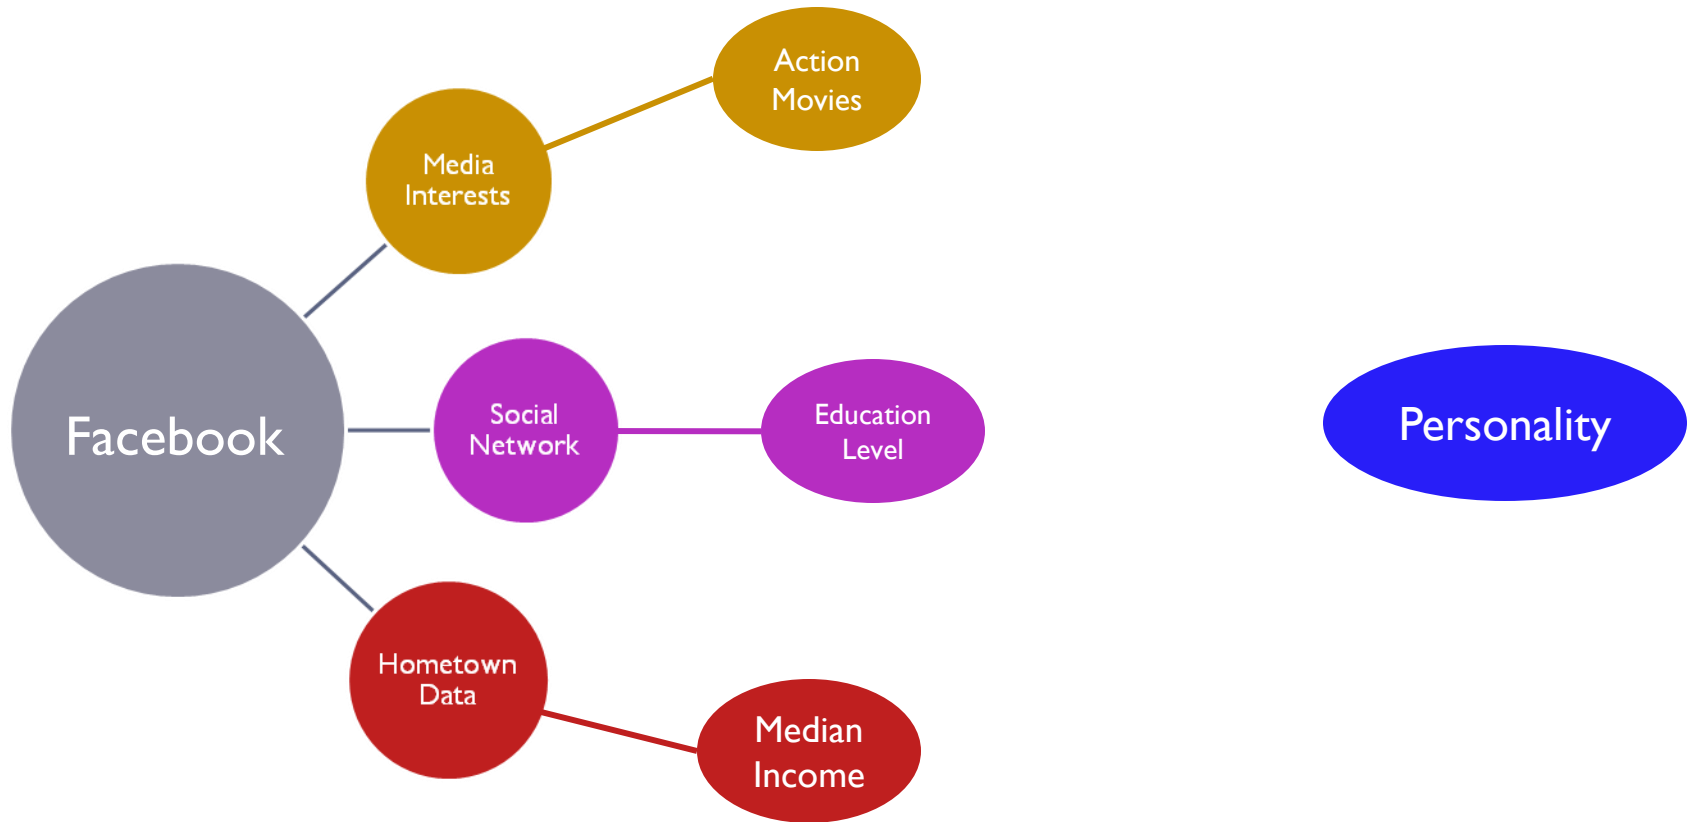 Action
Movies
Media
Interests
Facebook
Social
Network
Education
Level
Personality
Hometown
Data
Median
Income